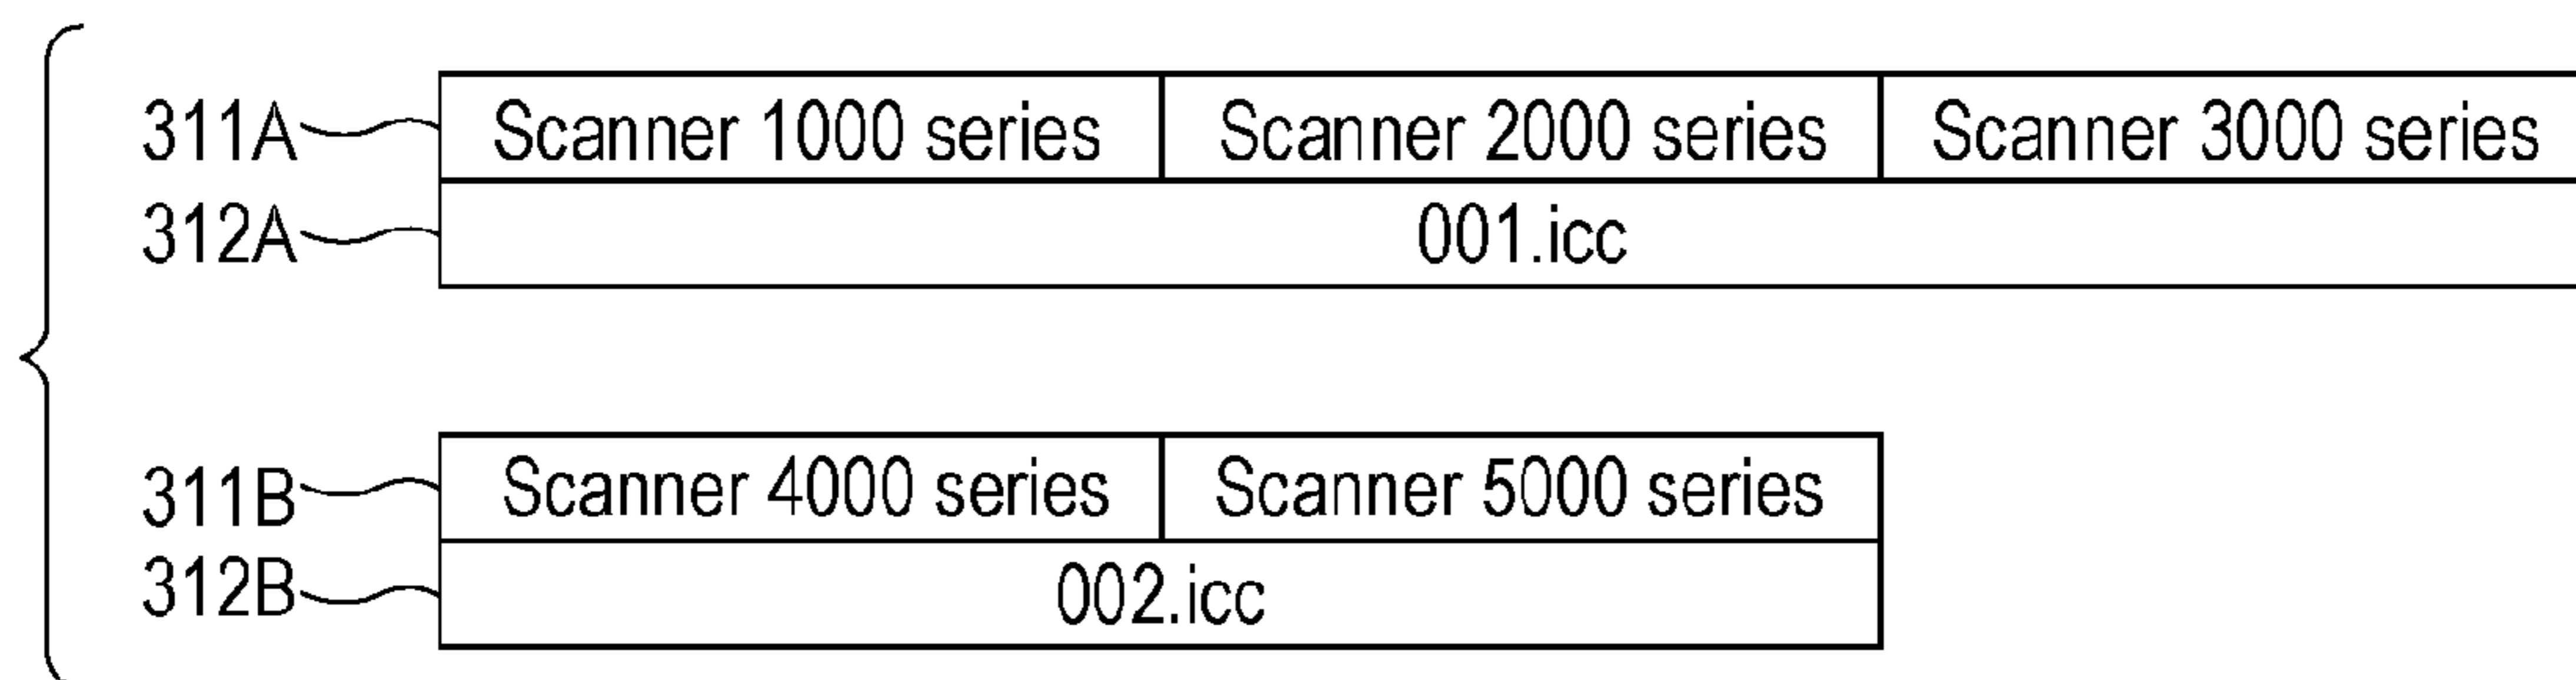 311A Scanner 1000 series Scanner 2000 series Scanner 3000 series
312A 001.icc
311B Scanner 4000 series Scanner 5000 series
312B 002.icc